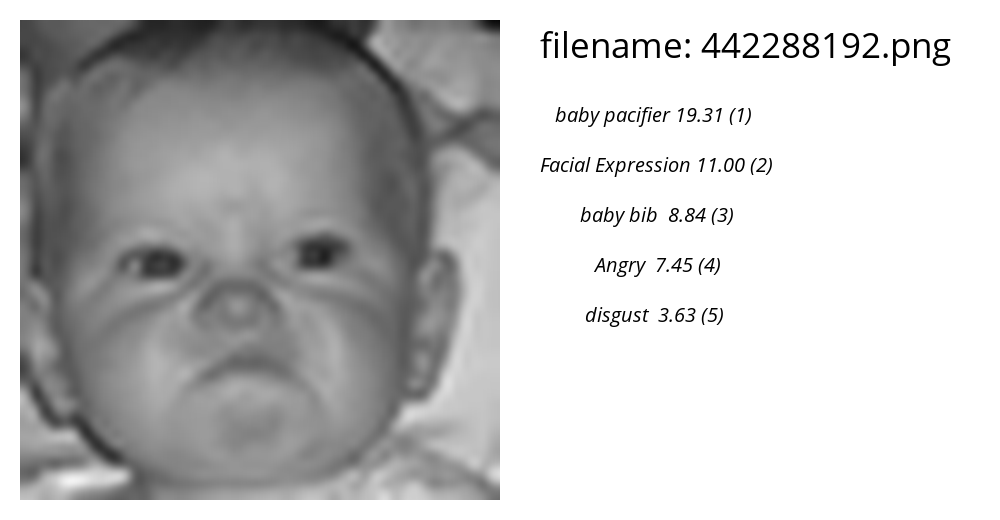 filename: 442288192.png
baby pacifier 19.31 (1)
Facial Expression 11.00 (2)
baby bib 8.84 (3)
Angry 7.45 (4)
disgust 3.63 (5)